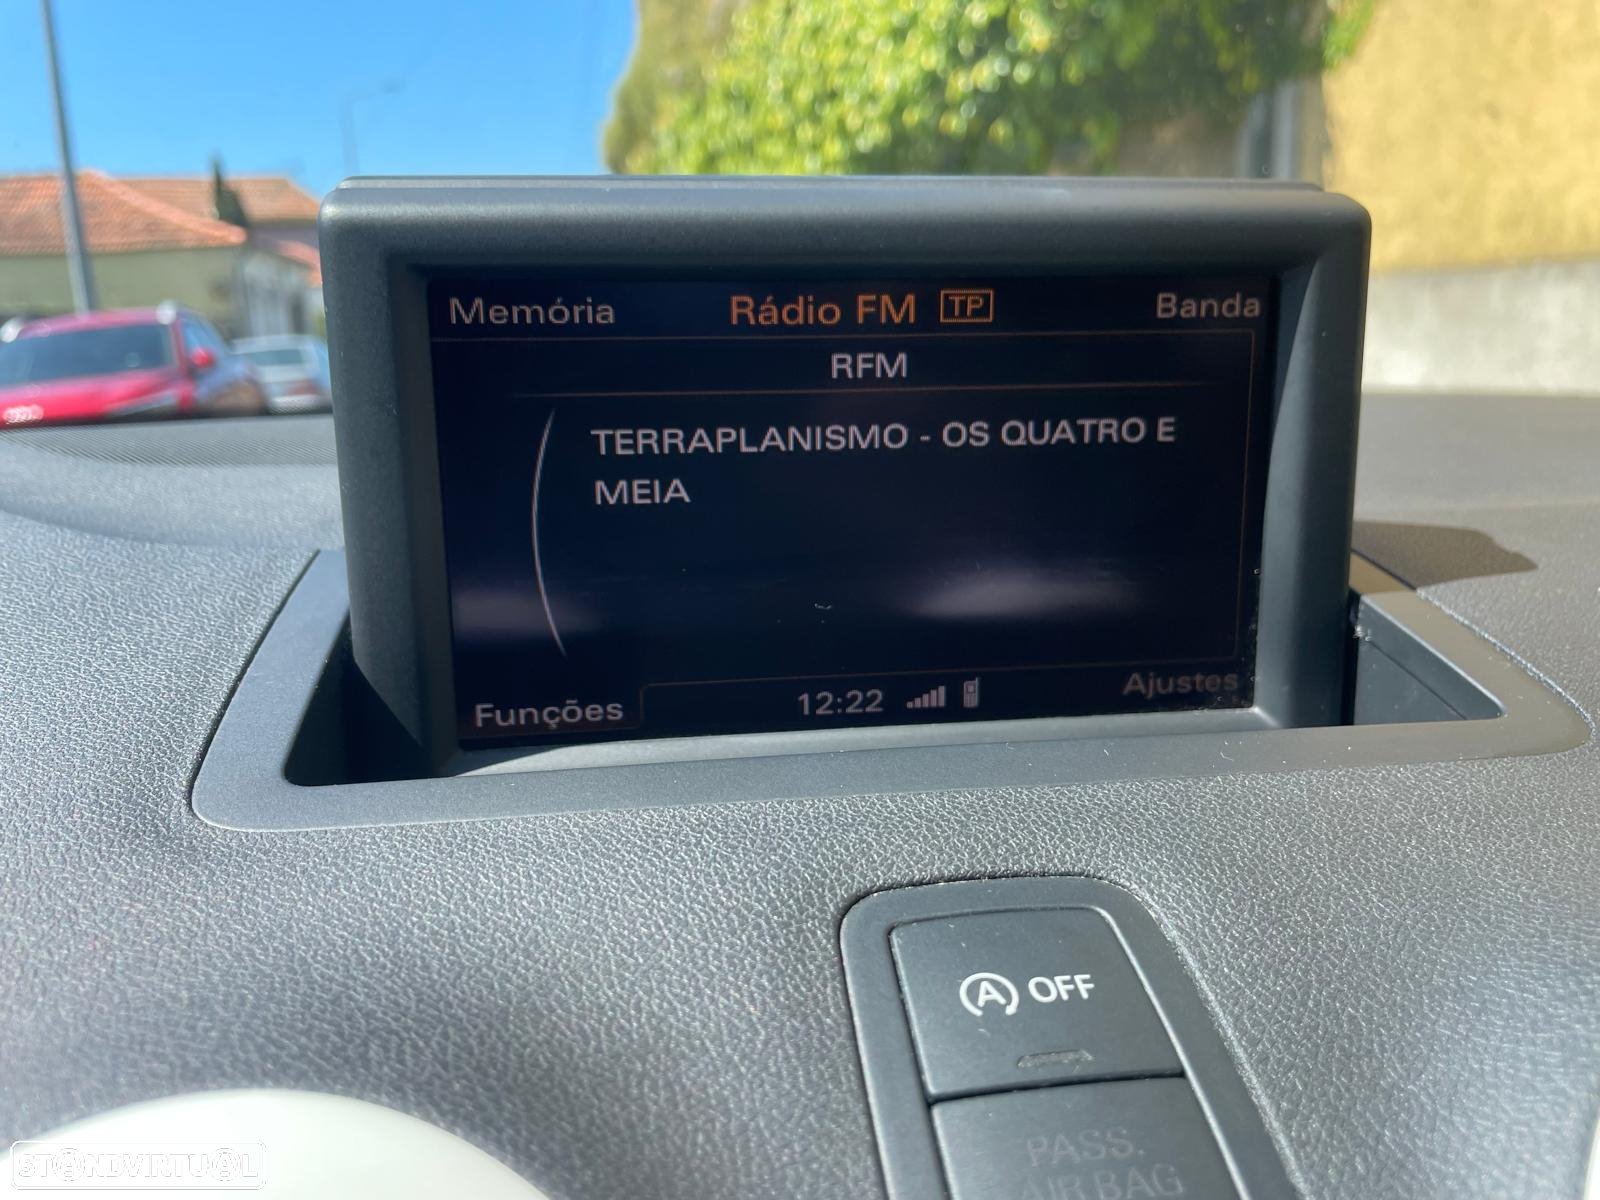 Memória Rádio FM TP Banda
RFM
TERRAPLANISMO - OS QUATRO E
MEIA
Funções 12:22 Ajustes
A OFF
PASS.
AIR BAG
STANDVIRTUAL